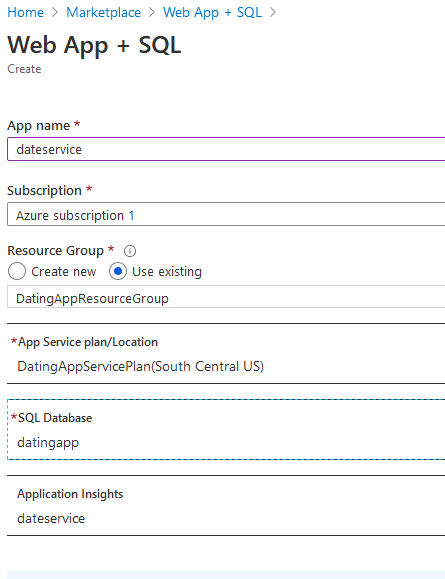 Home > Marketplace > Web App + SQL >
Web App + SQL
Create
App name *
dateservice
Subscription *
Azure subscription 1
Resource Group * i
Create new Use existing
DatingAppResourceGroup
*App Service plan/Location
DatingAppServicePlan(South Central US)
*SQL Database
datingapp
Application Insights
dateservice